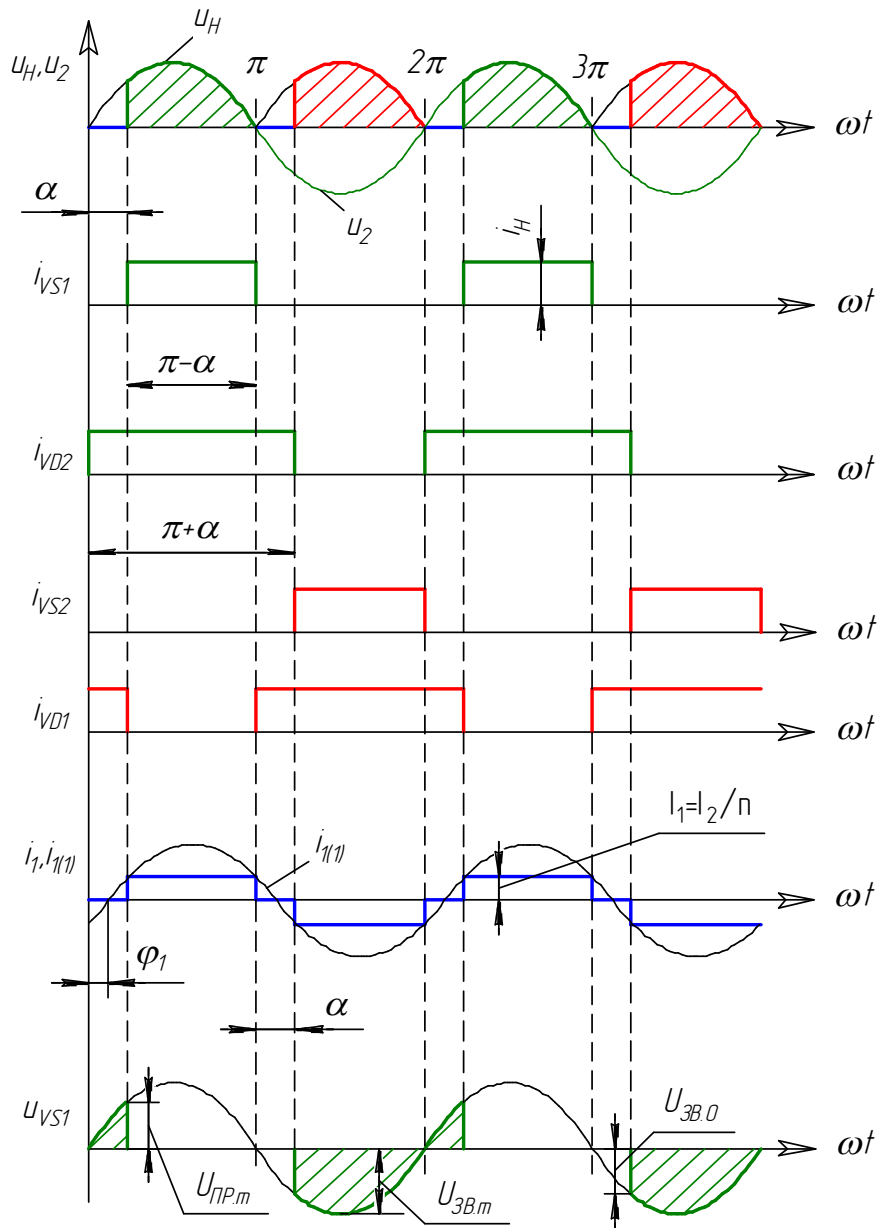 u_H
u_H, u_2
π
2π
3π
ωt
α
u_2
i_H
i_VS1
ωt
π−α
i_VD2
ωt
π+α
i_VS2
ωt
i_VD1
ωt
I_1=I_2/n
i_1, i_1(1)
i_1(1)
ωt
φ_1
α
u_VS1
U_ЗВ.0
ωt
U_ПР.m
U_ЗВ.m